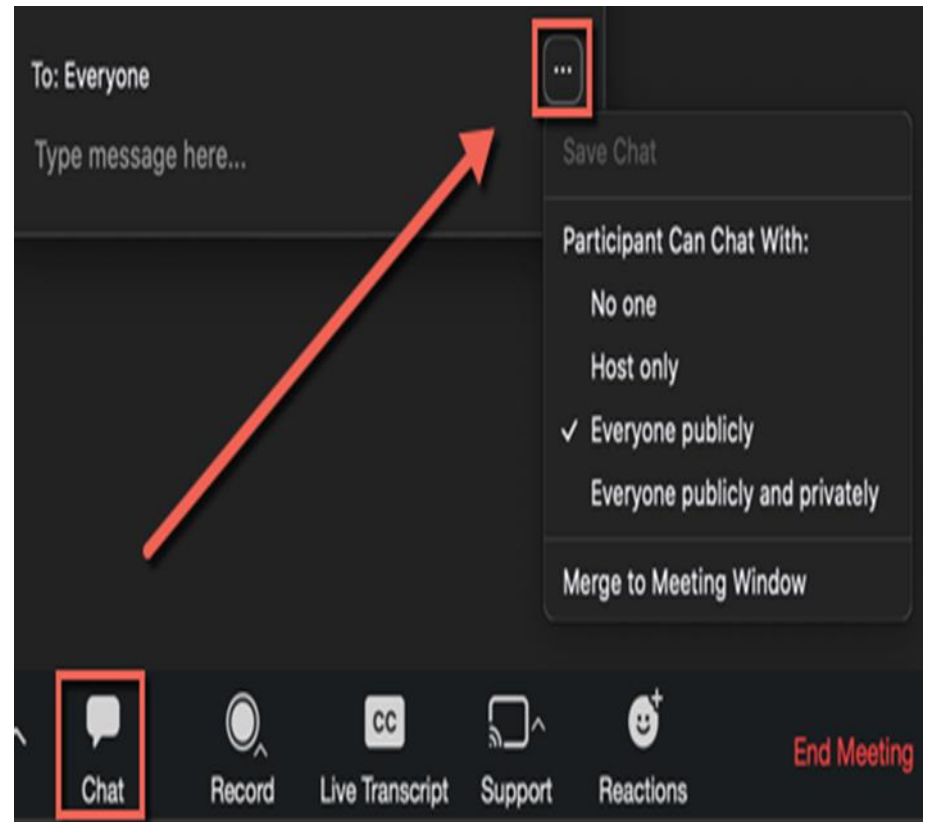 To: Everyone
...
Type message here...
Save Chat
Participant Can Chat With:
No one
Host only
✓ Everyone publicly
Everyone publicly and privately
Merge to Meeting Window
CC
Chat
Record
Live Transcript
Support
Reactions
End Meeting